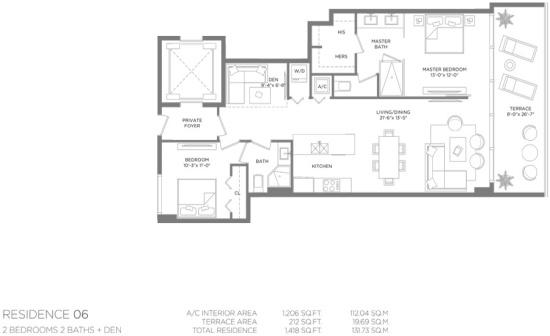 HIS
HERS
MASTER
BATH
MASTER BEDROOM
13'-0" x 12'-0"
W/D
DEN
8'-4"x 6'-8"
A/C
TERRACE
8'-0" x 26'-7"
LIVING/DINING
21'-6"x 13'-5"
PRIVATE
FOYER
BEDROOM
10'-3"x 11'-0"
BATH
KITCHEN
CL
RESIDENCE 06
2 BEDROOMS 2 BATHS + DEN
A/C INTERIOR AREA 1,206 SQ.FT. 112.04 SQ.M.
TERRACE AREA 212 SQ.FT. 19.69 SQ.M.
TOTAL RESIDENCE 1,418 SQ.FT. 131.73 SQ.M.